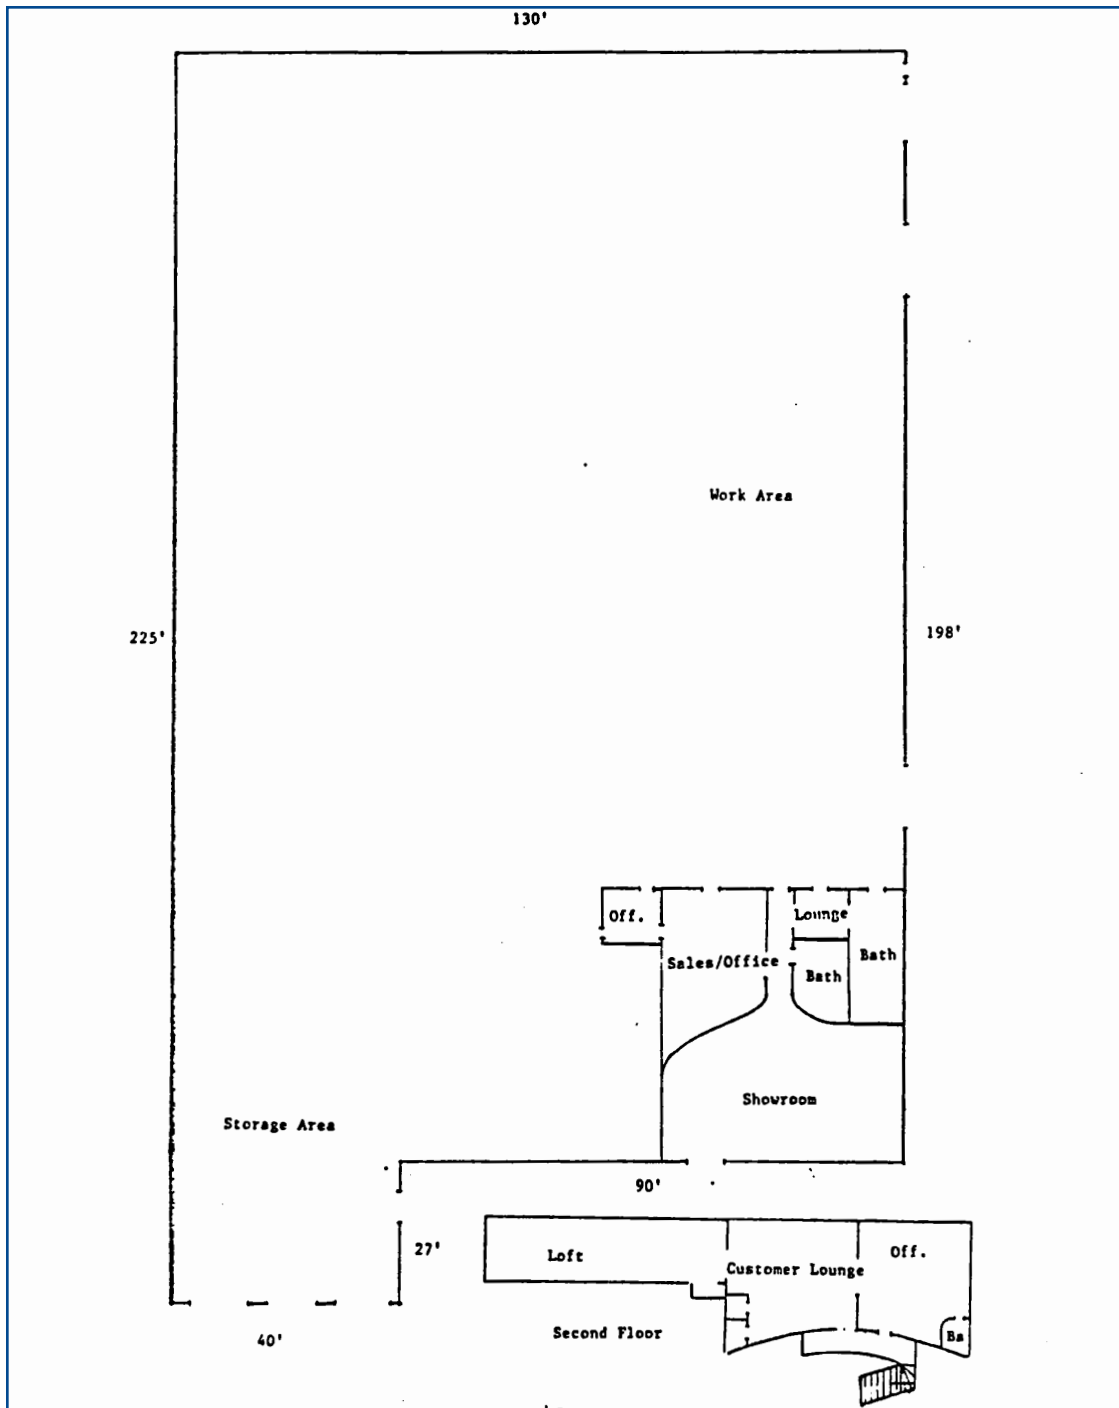 130'
Work Area
225'
198'
Off.
Lounge
Sales/Office
Bath
Bath
Showroom
Storage Area
90'
27'
Loft
Off.
Customer Lounge
Second Floor
Ba
40'